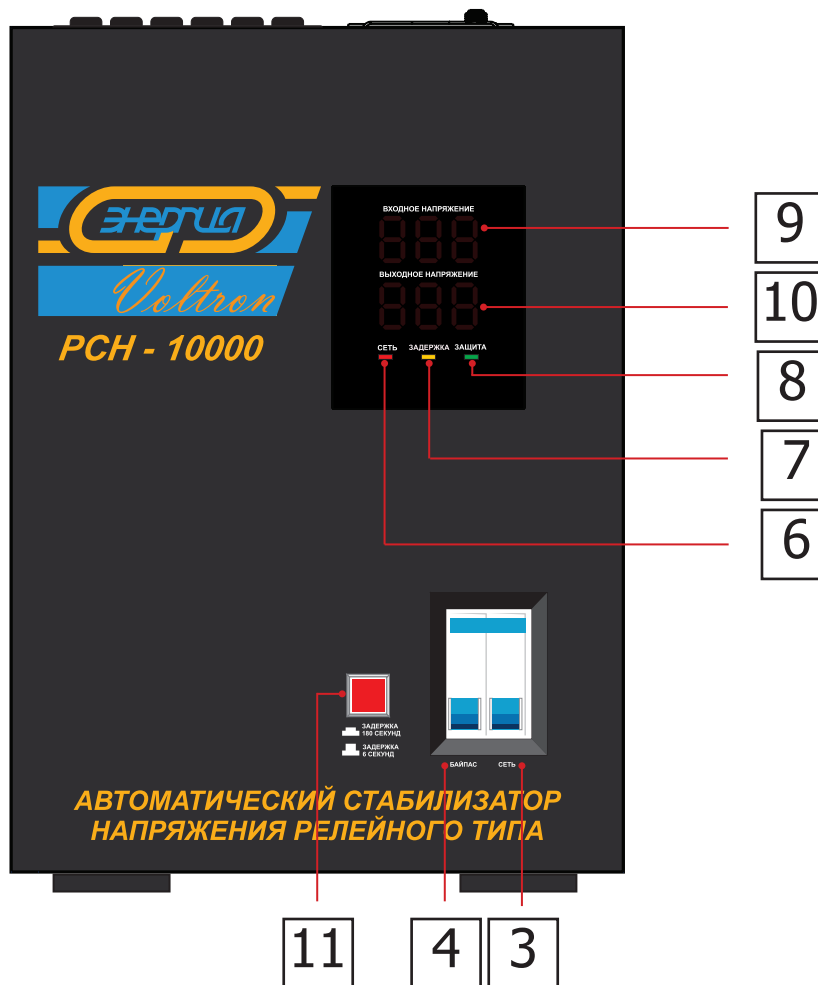 энергия
Voltron
РСН - 10000
ВХОДНОЕ НАПРЯЖЕНИЕ
ВЫХОДНОЕ НАПРЯЖЕНИЕ
СЕТЬ ЗАДЕРЖКА ЗАЩИТА
9
10
8
7
6
ЗАДЕРЖКА
180 СЕКУНД
ЗАДЕРЖКА
6 СЕКУНД
БАЙПАС СЕТЬ
АВТОМАТИЧЕСКИЙ СТАБИЛИЗАТОР
НАПРЯЖЕНИЯ РЕЛЕЙНОГО ТИПА
11 4 3